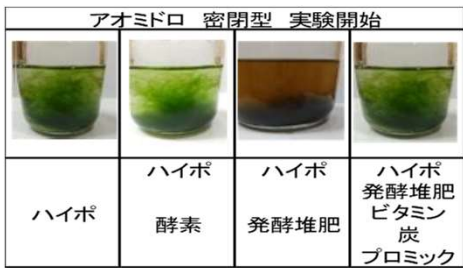 アオミドロ 密閉型 実験開始
ハイポ
ハイポ
酵素
ハイポ
発酵堆肥
ハイポ
発酵堆肥
ビタミン
炭
プロミック